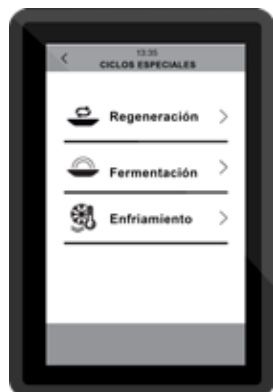 13:35
CICLOS ESPECIALES
Regeneración
Fermentación
Enfriamiento